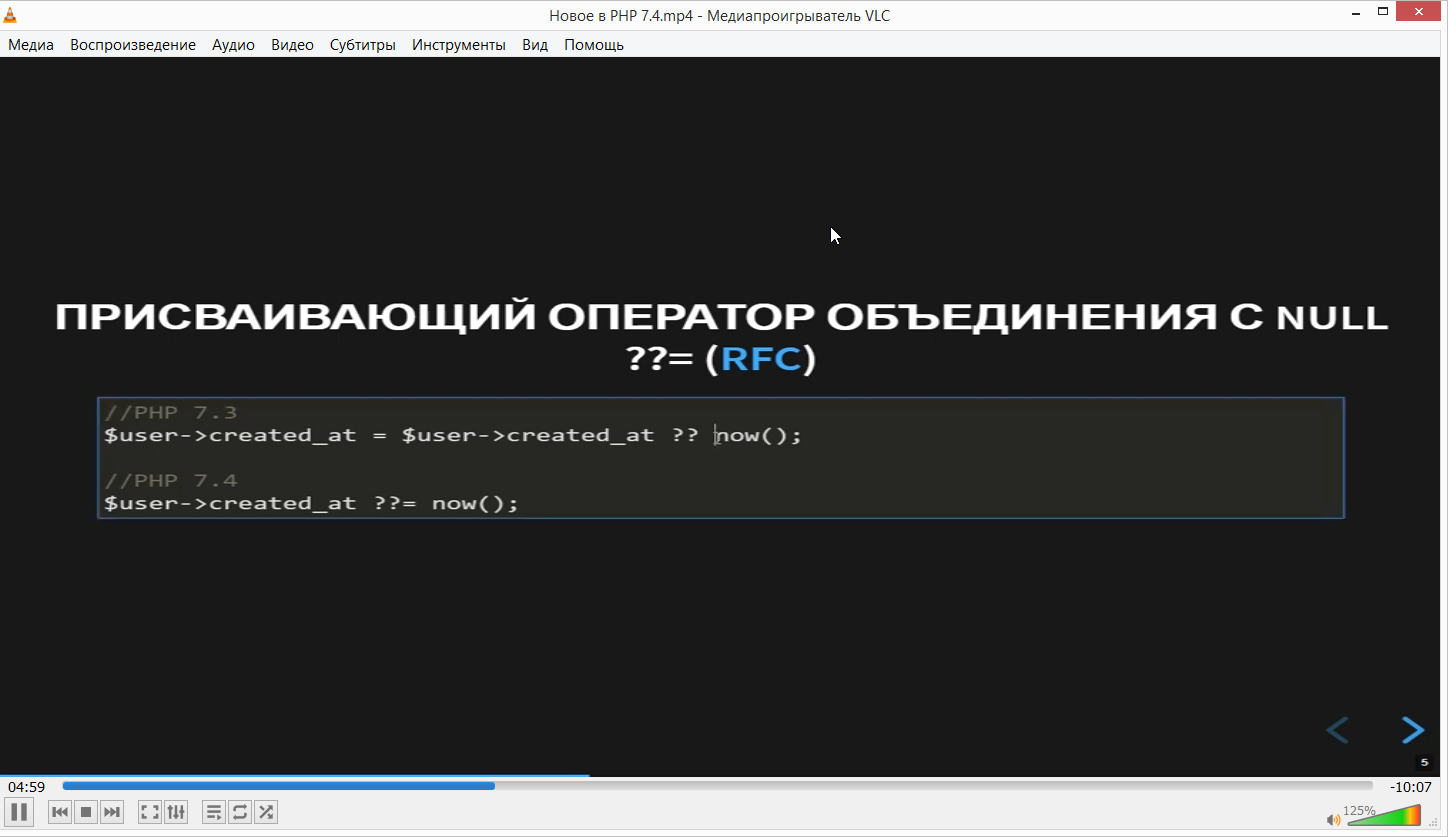 Новое в PHP 7.4.mp4 - Медиапроигрыватель VLC
Медиа Воспроизведение Аудио Видео Субтитры Инструменты Вид Помощь
ПРИСВАИВАЮЩИЙ ОПЕРАТОР ОБЪЕДИНЕНИЯ С NULL
??= (RFC)
//PHP 7.3
$user->created_at = $user->created_at ?? now();
//PHP 7.4
$user->created_at ??= now();
5
04:59 -10:07
125%